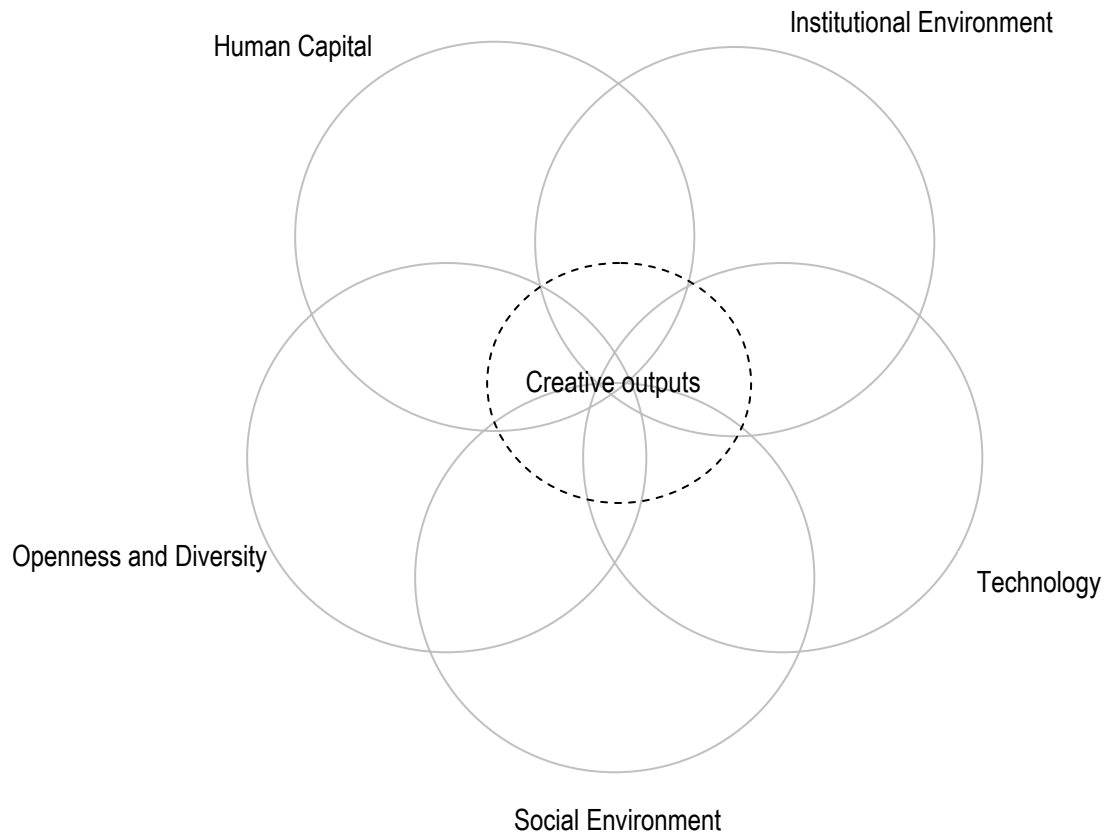 Institutional Environment
Human Capital
Creative outputs
Openness and Diversity
Technology
Social Environment